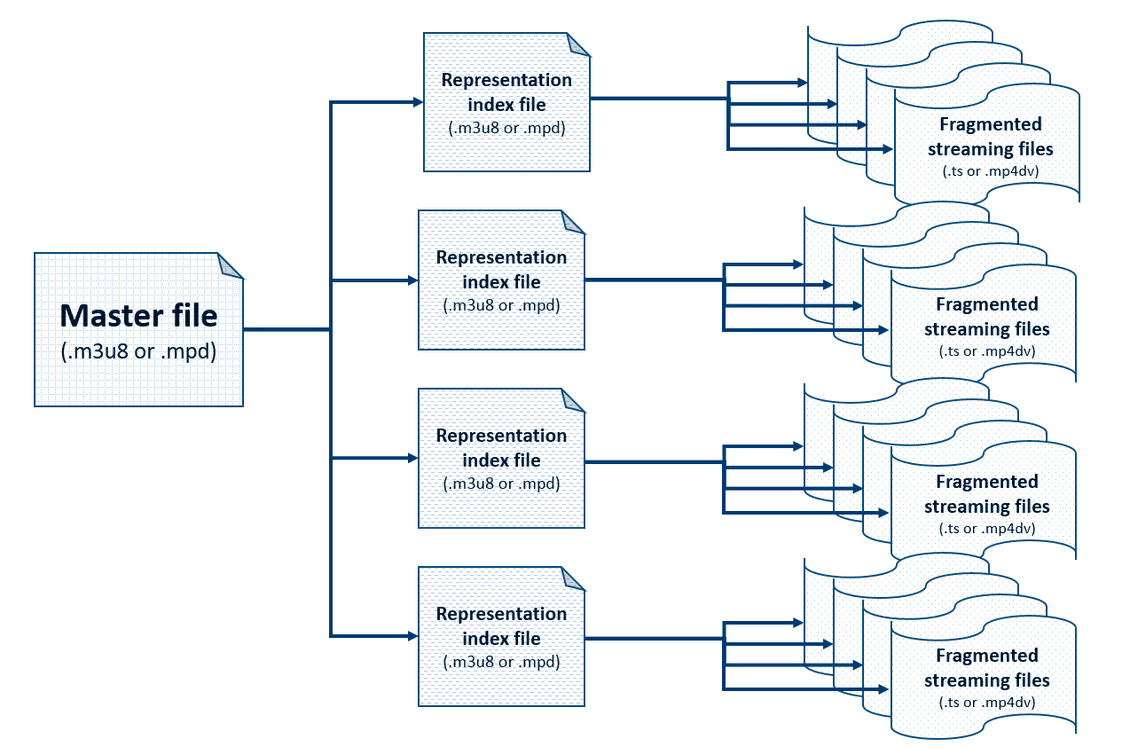 Master file
(.m3u8 or .mpd)
Representation
index file
(.m3u8 or .mpd)
Fragmented
streaming files
(.ts or .mp4dv)
Representation
index file
(.m3u8 or .mpd)
Fragmented
streaming files
(.ts or .mp4dv)
Representation
index file
(.m3u8 or .mpd)
Fragmented
streaming files
(.ts or .mp4dv)
Representation
index file
(.m3u8 or .mpd)
Fragmented
streaming files
(.ts or .mp4dv)